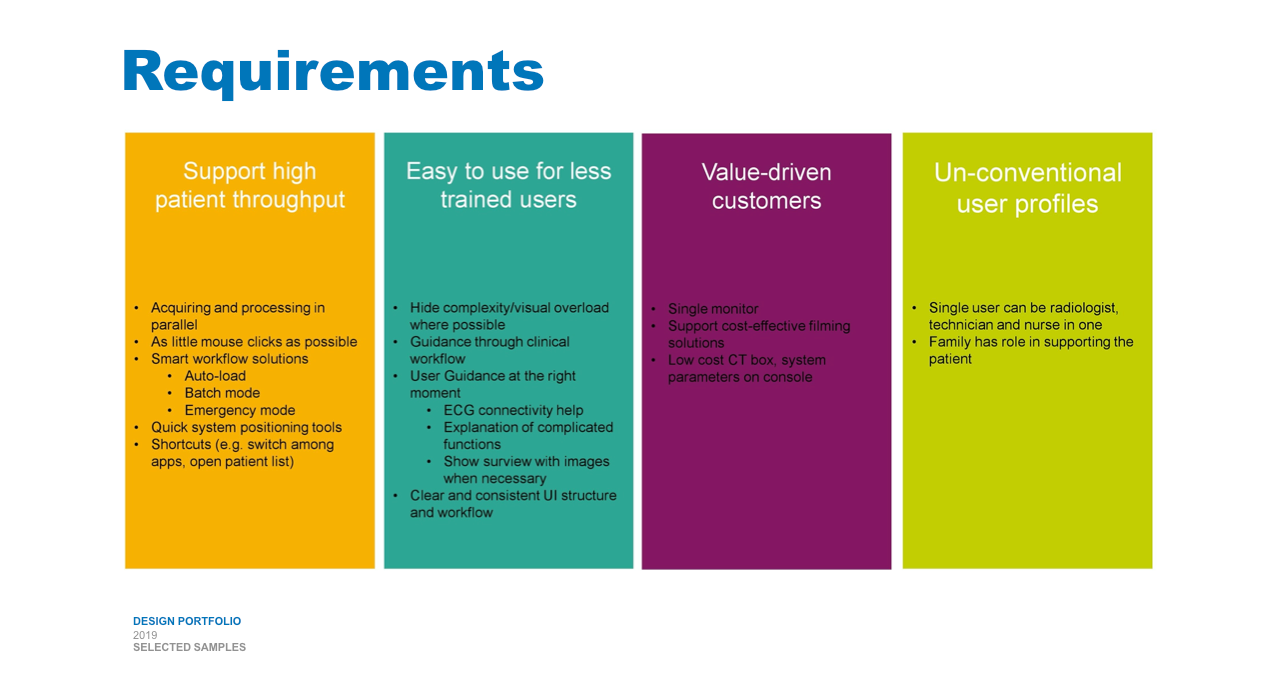 Requirements
Support high
patient throughput
• Acquiring and processing in
parallel
• As little mouse clicks as possible
• Smart workflow solutions
• Auto-load
• Batch mode
• Emergency mode
• Quick system positioning tools
• Shortcuts (e.g. switch among
apps, open patient list)
Easy to use for less
trained users
• Hide complexity/visual overload
where possible
• Guidance through clinical
workflow
• User Guidance at the right
moment
• ECG connectivity help
• Explanation of complicated
functions
• Show surview with images
when necessary
• Clear and consistent UI structure
and workflow
Value-driven
customers
• Single monitor
• Support cost-effective filming
solutions
• Low cost CT box, system
parameters on console
Un-conventional
user profiles
• Single user can be radiologist,
technician and nurse in one
• Family has role in supporting the
patient
DESIGN PORTFOLIO
2019
SELECTED SAMPLES